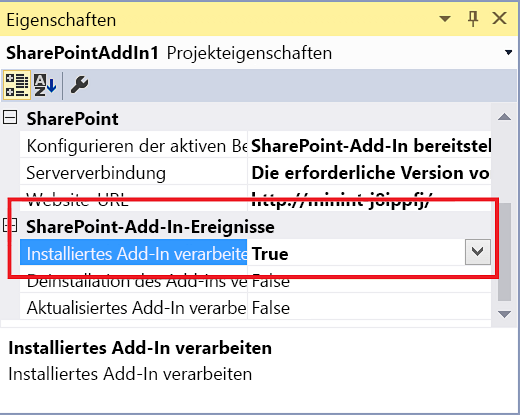 Eigenschaften
SharePointAddIn1 Projekteigenschaften
SharePoint
Konfigurieren der aktiven Be SharePoint-Add-In bereitstel
Serververbindung Die erforderliche Version vo
Website-URL http://minint-j8ippfj/
SharePoint-Add-In-Ereignisse
Installiertes Add-In verarbeite True
Deinstallation des Add-Ins ve False
Aktualisiertes Add-In verarbe False
Installiertes Add-In verarbeiten
Installiertes Add-In verarbeiten